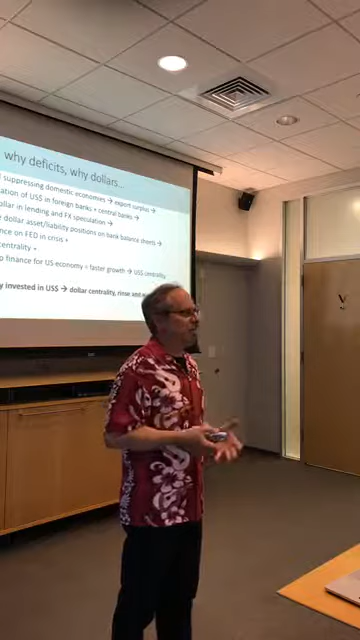 why deficits, why dollars...
suppressing domestic economies → export surplus →
ation of US$ in foreign banks + central banks →
ollar in lending and FX speculation →
e dollar asset/liability positions on bank balance sheets →
nce on FED in crisis +
centrality +
p finance for US economy = faster growth → US$ centrality
y invested in US$ → dollar centrality, rinse and